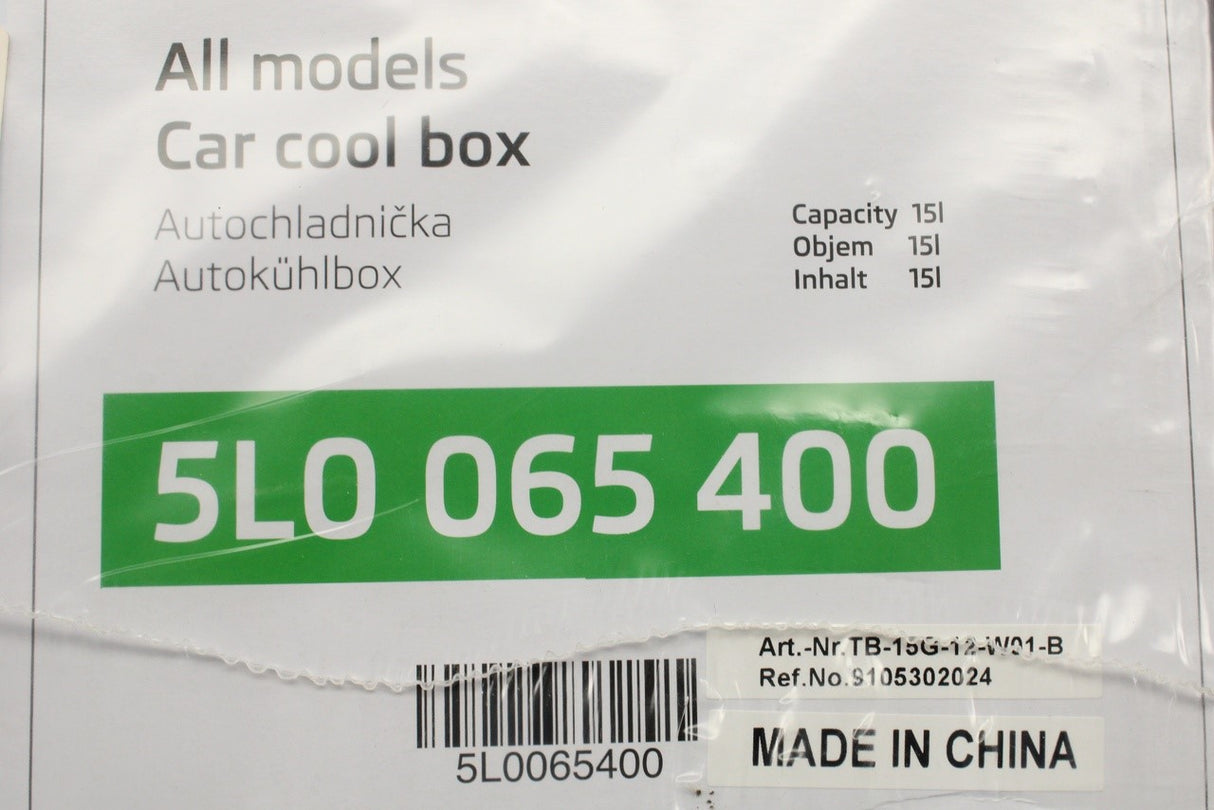 All models
Car cool box
Autochladnička
Autokühlbox
Capacity 15l
Objem 15l
Inhalt 15l
5L0 065 400
5L0065400
Art.-Nr.TB-15G-12-W01-B
Ref.No.9105302024
MADE IN CHINA